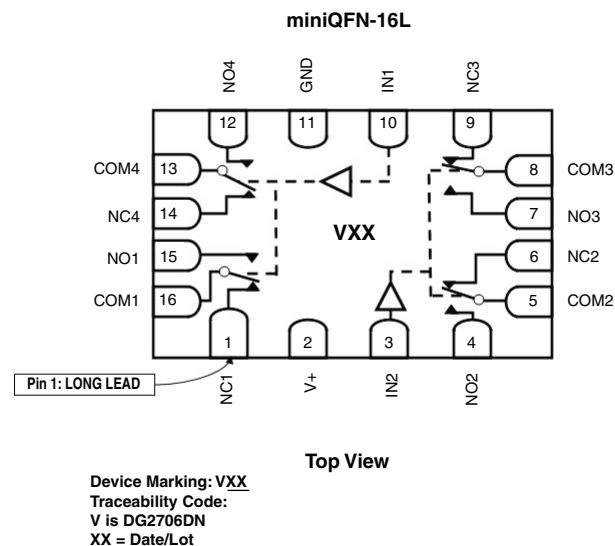 miniQFN-16L
NO4
GND
IN1
NC3
12
11
10
9
COM4
13
8
COM3
NC4
14
7
NO3
VXX
NO1
15
6
NC2
COM1
16
5
COM2
1
2
3
4
Pin 1: LONG LEAD
NC1
V+
IN2
NO2
Top View
Device Marking: VXX
Traceability Code:
V is DG2706DN
XX = Date/Lot